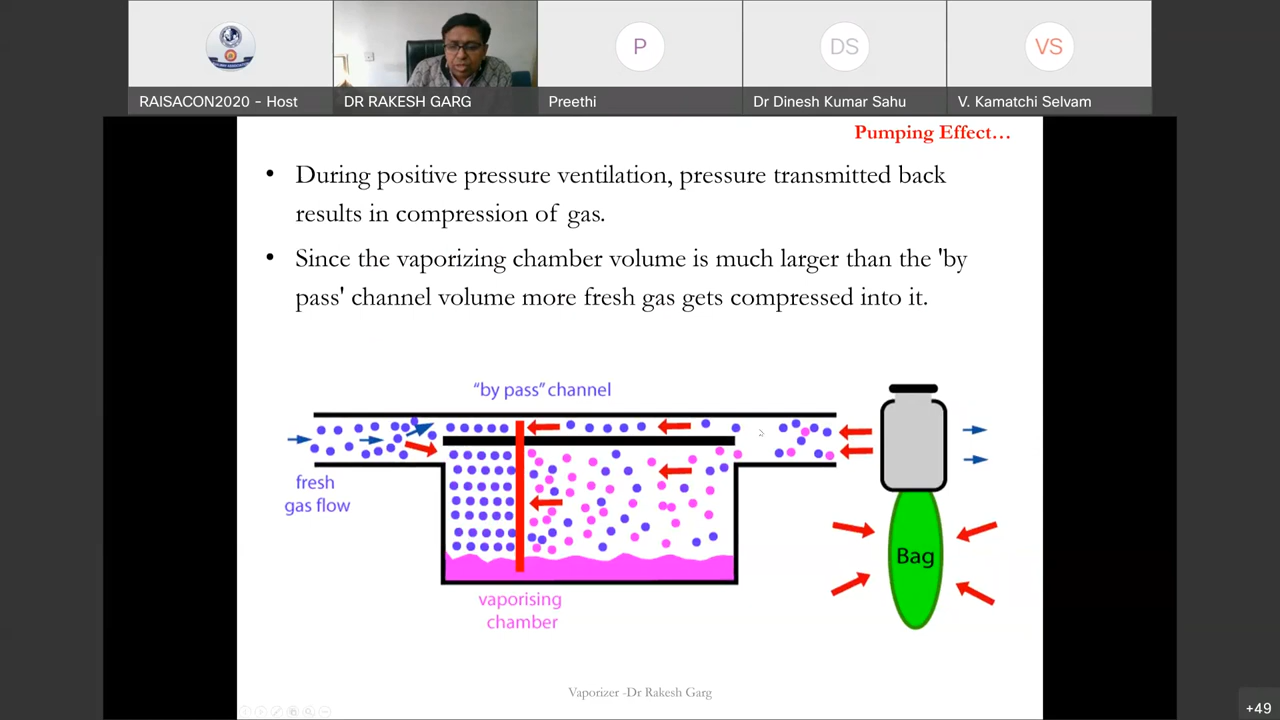 P
DS
VS
RAISACON2020 - Host
DR RAKESH GARG
Preethi
Dr Dinesh Kumar Sahu
V. Kamatchi Selvam
Pumping Effect...
• During positive pressure ventilation, pressure transmitted back
results in compression of gas.
• Since the vaporizing chamber volume is much larger than the 'by
pass' channel volume more fresh gas gets compressed into it.
"by pass" channel
fresh
gas flow
Bag
vaporising
chamber
Vaporizer -Dr Rakesh Garg
+49